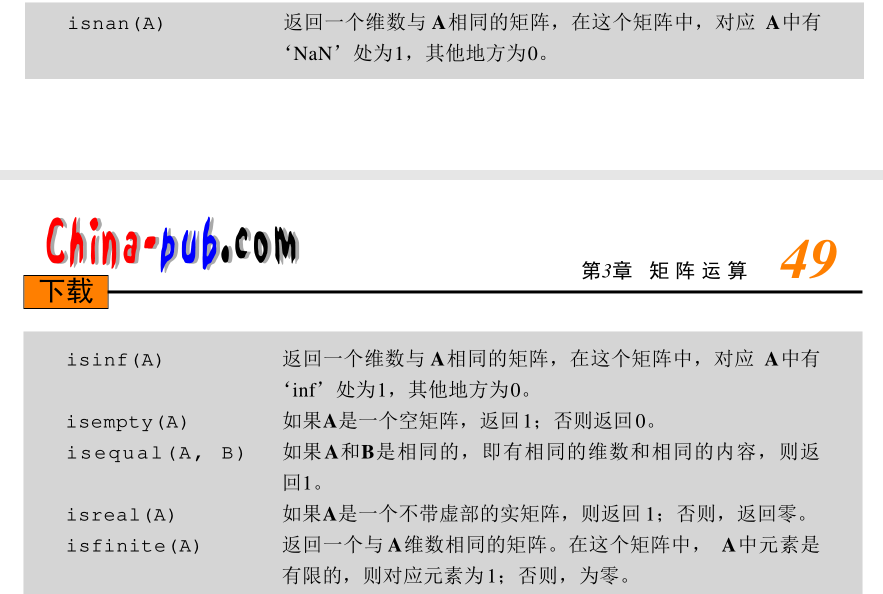 isnan(A) 返回一个维数与 A相同的矩阵，在这个矩阵中，对应 A中有
‘NaN’处为1，其他地方为0。
China-pub.com
下载
第3章 矩阵运算 49
isinf(A) 返回一个维数与 A相同的矩阵，在这个矩阵中，对应 A中有
‘inf’处为1，其他地方为0。
isempty(A) 如果A是一个空矩阵，返回1；否则返回0。
isequal(A, B) 如果A和B是相同的，即有相同的维数和相同的内容，则返
回1。
isreal(A) 如果A是一个不带虚部的实矩阵，则返回1；否则，返回零。
isfinite(A) 返回一个与A维数相同的矩阵。在这个矩阵中， A中元素是
有限的，则对应元素为1；否则，为零。